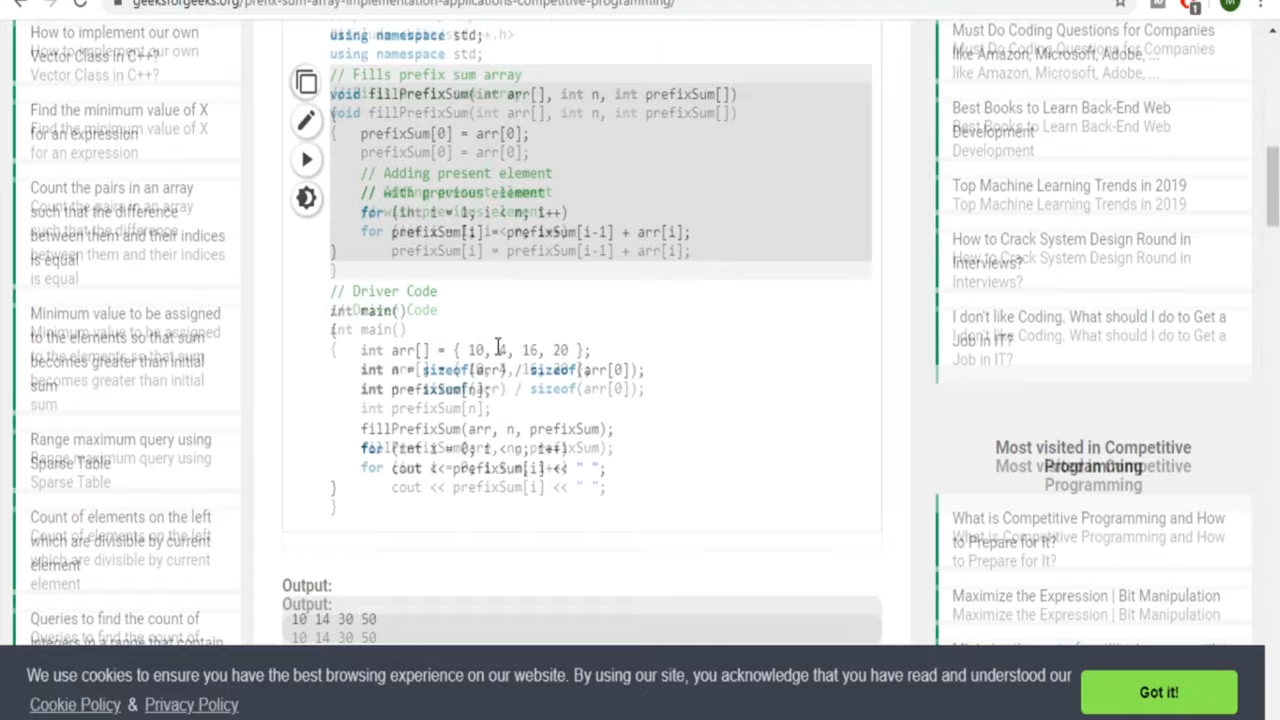 geeksforgeeks.org/prefix-sum-array-implementation-applications-competitive-programming/
How to implement our own
Vector Class in C++?
Find the minimum value of X
for an expression
Count the pairs in an array
such that the difference
between them and their indices
is equal
Minimum value to be assigned
to the elements so that sum
becomes greater than initial
sum
Range maximum query using
Sparse Table
Count of elements on the left
which are divisible by current
element
Queries to find the count of
integers in a range that contain
using namespace std;
// Fills prefix sum array
void fillPrefixSum(int arr[], int n, int prefixSum[])
{
prefixSum[0] = arr[0];
// Adding present element
// with previous element
for (int i = 1; i < n; i++)
prefixSum[i] = prefixSum[i-1] + arr[i];
}
// Driver Code
int main()
{
int arr[] = { 10, 4, 16, 20 };
int n = sizeof(arr) / sizeof(arr[0]);
int prefixSum[n];
fillPrefixSum(arr, n, prefixSum);
for (int i = 0; i < n; i++)
cout << prefixSum[i] << " ";
}
Output:
10 14 30 50
Must Do Coding Questions for Companies
like Amazon, Microsoft, Adobe, ...
Best Books to Learn Back-End Web
Development
Top Machine Learning Trends in 2019
How to Crack System Design Round in
Interviews?
I don't like Coding. What should I do to Get a
Job in IT?
Most visited in Competitive
Programming
What is Competitive Programming and How
to Prepare for It?
Maximize the Expression | Bit Manipulation
We use cookies to ensure you have the best browsing experience on our website. By using our site, you acknowledge that you have read and understood our
Cookie Policy & Privacy Policy
Got it!